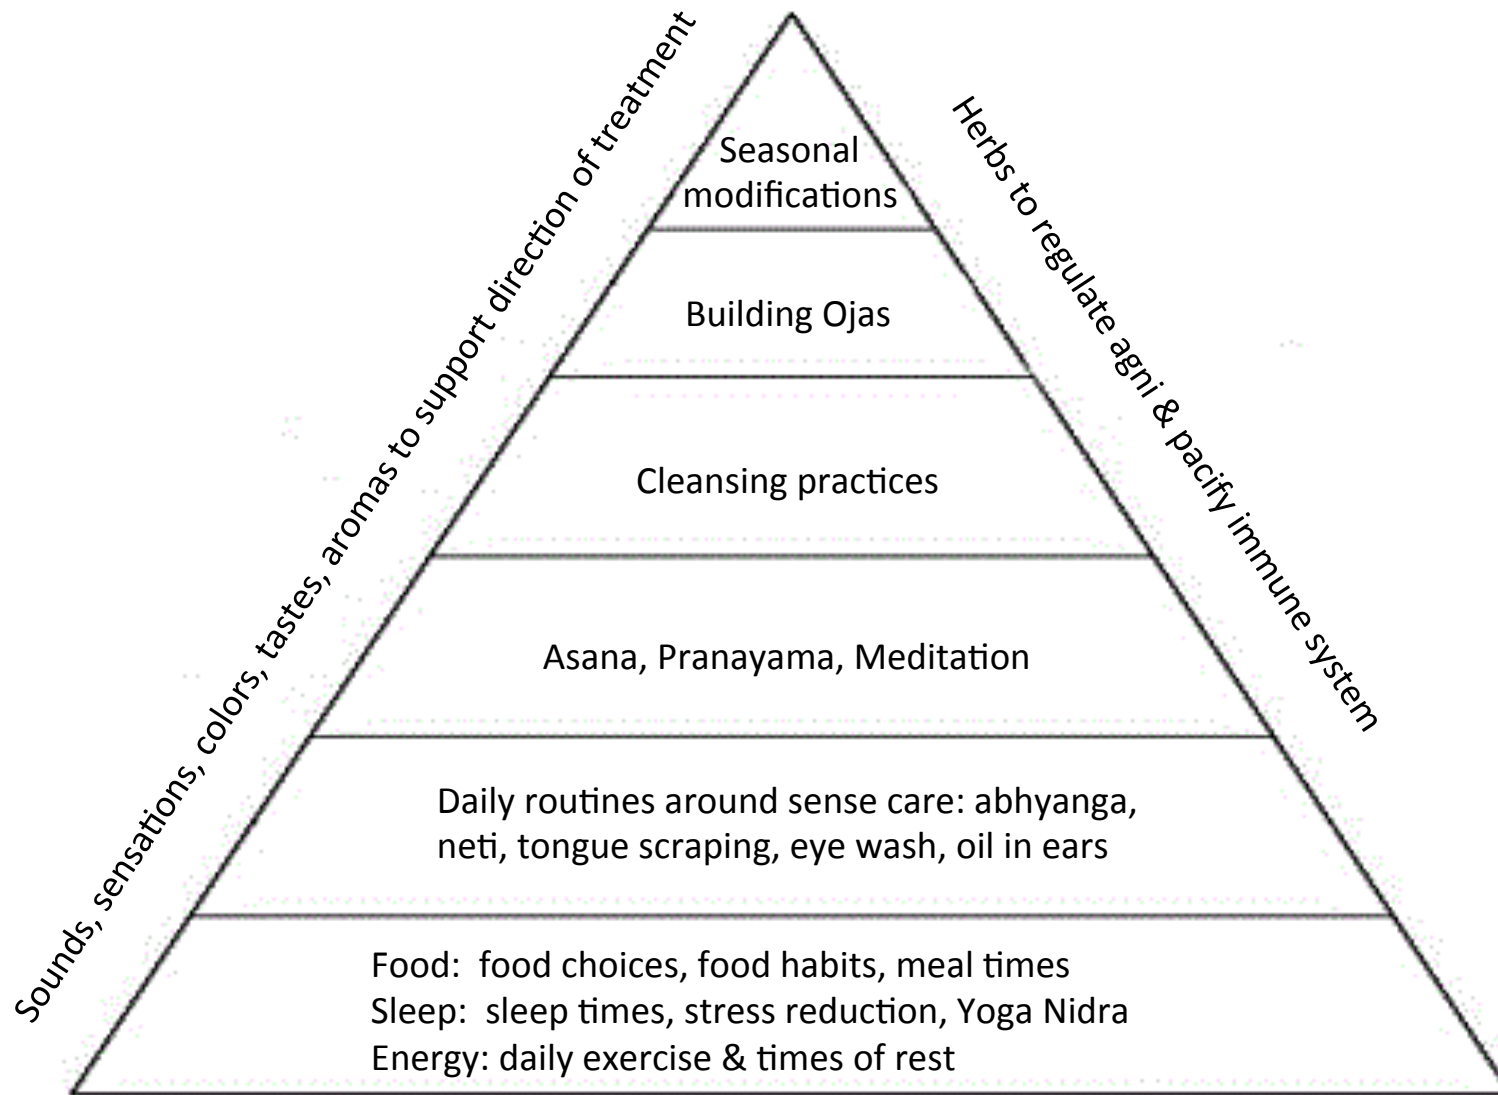 Sounds, sensations, colors, tastes, aromas to support direction of treatment
Herbs to regulate agni & pacify immune system
Seasonal
modifications
Building Ojas
Cleansing practices
Asana, Pranayama, Meditation
Daily routines around sense care: abhyanga,
neti, tongue scraping, eye wash, oil in ears
Food:  food choices, food habits, meal times
Sleep:  sleep times, stress reduction, Yoga Nidra
Energy: daily exercise & times of rest